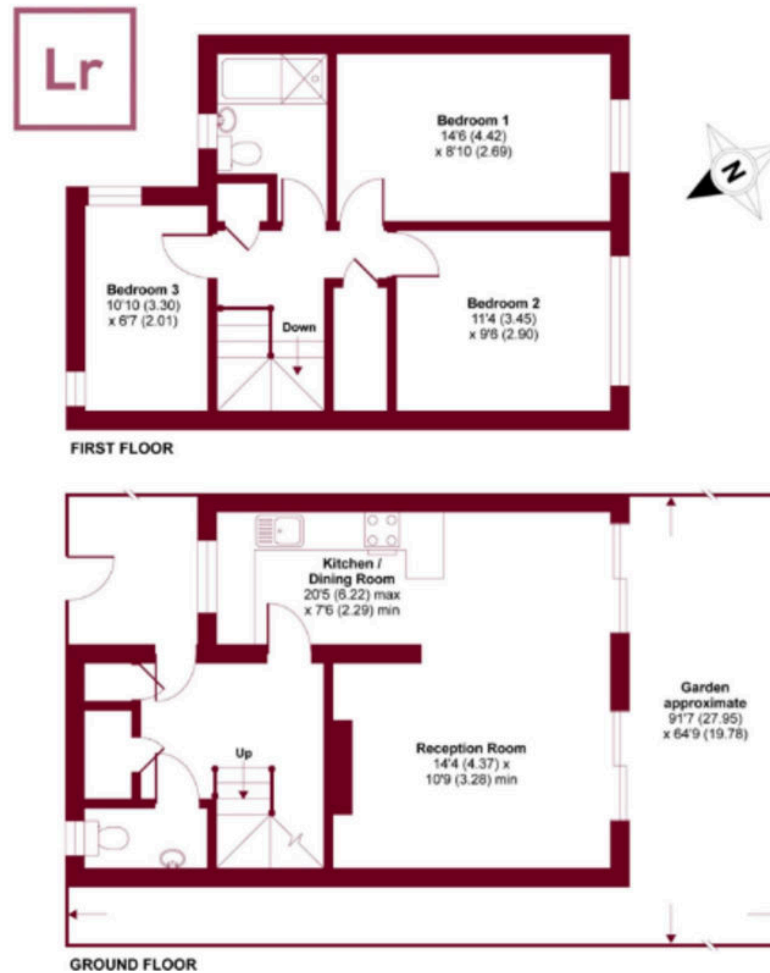 Lr
Bedroom 1
14'6 (4.42)
x 8'10 (2.69)
N
Bedroom 3
10'10 (3.30)
x 6'7 (2.01)
Bedroom 2
11'4 (3.45)
x 9'6 (2.90)
Down
FIRST FLOOR
Kitchen /
Dining Room
20'5 (6.22) max
x 7'6 (2.29) min
Garden
approximate
91'7 (27.95)
x 64'9 (19.78)
Up
Reception Room
14'4 (4.37) x
10'9 (3.28) min
GROUND FLOOR